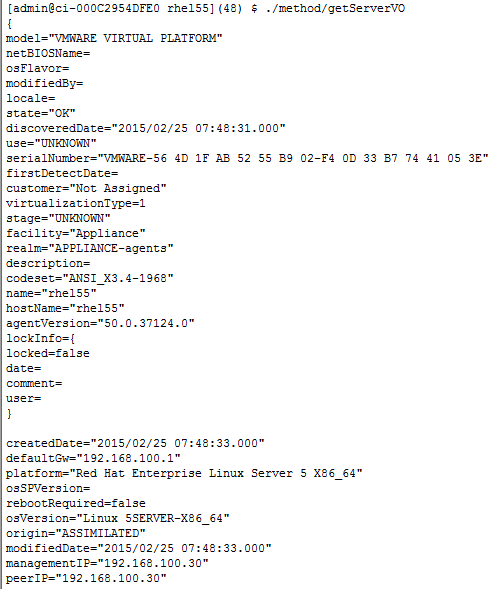 [admin@ci-000C2954DFE0 rhel55](48) $ ./method/getServerVO
{
model="VMWARE VIRTUAL PLATFORM"
netBIOSName=
osFlavor=
modifiedBy=
locale=
state="OK"
discoveredDate="2015/02/25 07:48:31.000"
use="UNKNOWN"
serialNumber="VMWARE-56 4D 1F AB 52 55 B9 02-F4 0D 33 B7 74 41 05 3E"
firstDetectDate=
customer="Not Assigned"
virtualizationType=1
stage="UNKNOWN"
facility="Appliance"
realm="APPLIANCE-agents"
description=
codeset="ANSI_X3.4-1968"
name="rhel55"
hostName="rhel55"
agentVersion="50.0.37124.0"
lockInfo={
locked=false
date=
comment=
user=
}
createdDate="2015/02/25 07:48:33.000"
defaultGw="192.168.100.1"
platform="Red Hat Enterprise Linux Server 5 X86_64"
osSPVersion=
rebootRequired=false
osVersion="Linux 5SERVER-X86_64"
origin="ASSIMILATED"
modifiedDate="2015/02/25 07:48:33.000"
managementIP="192.168.100.30"
peerIP="192.168.100.30"